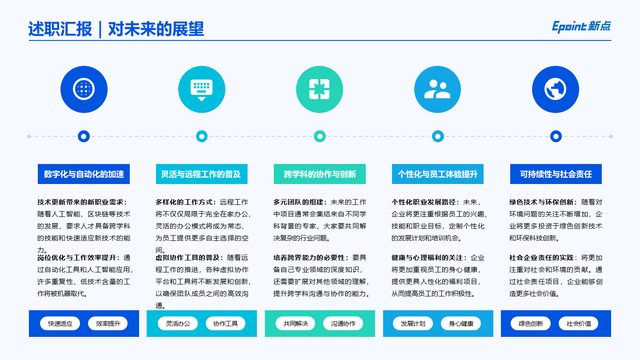 述职汇报｜对未来的展望
Epoint 新点
数字化与自动化的加速
技术更新带来的新职业需求：
随着人工智能、区块链等技术
的发展，要求人才具备跨学科
的技能和快速适应新技术的能
力。
岗位优化与工作效率提升：通
过自动化工具和人工智能应用，
许多重复性、低技术含量的工
作将被机器取代。
快速适应
效率提升
灵活与远程工作的普及
多样化的工作方式：远程工作
将不仅仅局限于完全在家办公，
灵活的办公模式将成为常态，
为员工提供更多自主选择的空
间。
虚拟协作工具的普及：随着远
程工作的推进，各种虚拟协作
平台和工具将不断发展和创新，
以确保团队成员之间的高效沟
通。
灵活办公
协作工具
跨学科的协作与创新
多元团队的组建：未来的工作
中项目通常会集结来自不同学
科背景的专家，大家要共同解
决复杂的行业问题。
培养跨界能力的必要性：要具
备自己专业领域的深度知识，
还需要扩展对其他领域的理解，
提升跨学科沟通与协作的能力。
共同解决
沟通协作
个性化与员工体验提升
个性化职业发展路径：未来，
企业将更注重根据员工的兴趣、
技能和职业目标，定制个性化
的发展计划和培训机会。
健康与心理福利的关注：企业
将更加重视员工的身心健康，
提供更具人性化的福利项目，
从而提高员工的工作积极性。
发展计划
身心健康
可持续性与社会责任
绿色技术与环保创新：随着对
环境问题的关注不断增加，企
业将更多投资于绿色创新技术
和环保科技创新。
社会企业责任的实践：将更加
注重对社会和环境的贡献。通
过社会责任项目，企业能够创
造更多社会价值。
绿色创新
社会价值